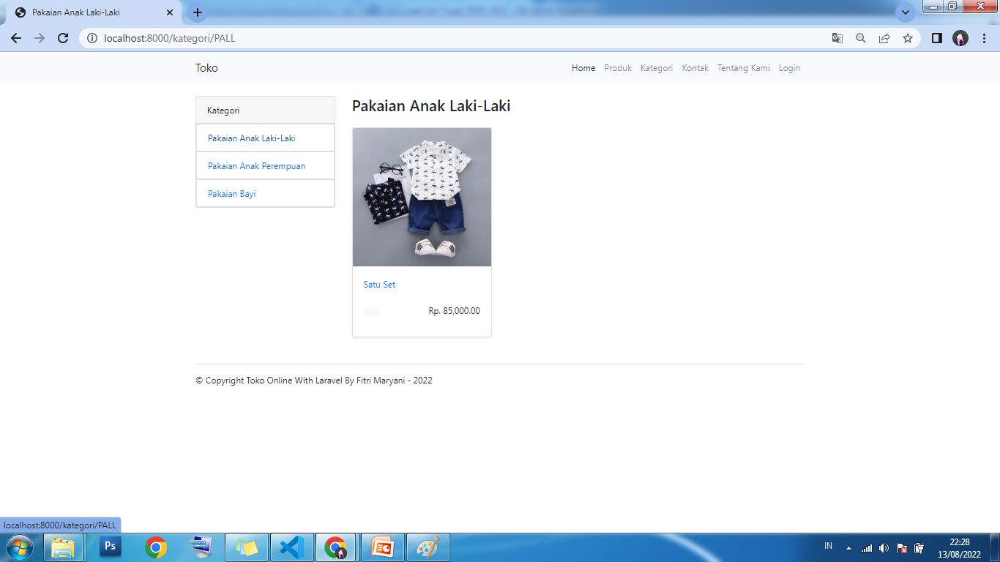 Pakaian Anak Laki-Laki
localhost:8000/kategori/PALL
Toko
Home Produk Kategori Kontak Tentang Kami Login
Kategori
Pakaian Anak Laki-Laki
Pakaian Anak Perempuan
Pakaian Bayi
Pakaian Anak Laki-Laki
Satu Set
Rp. 85,000.00
© Copyright Toko Online With Laravel By Fitri Maryani - 2022
localhost:8000/kategori/PALL
Ps
IN
22:28
13/08/2022